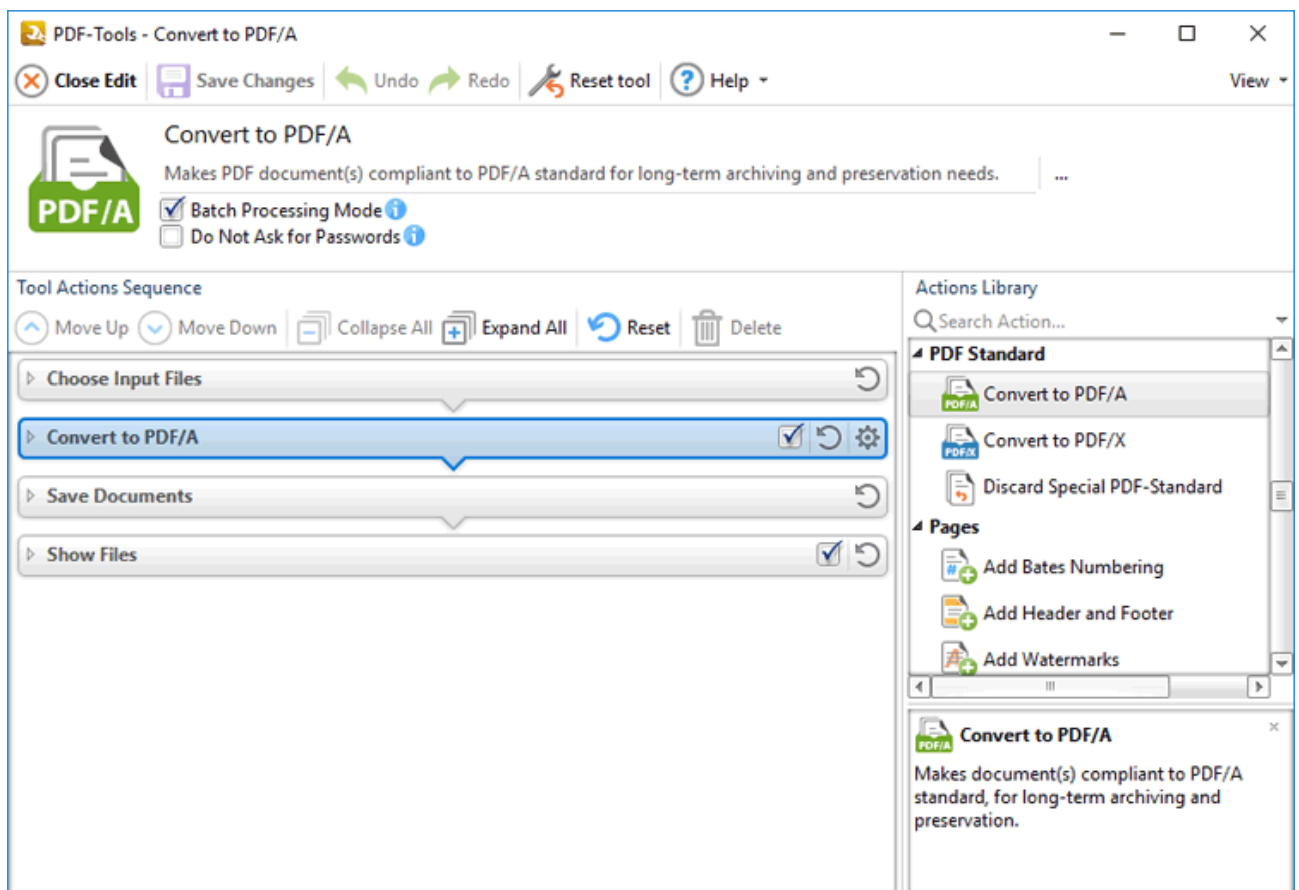 PDF-Tools - Convert to PDF/A
Close Edit Save Changes Undo Redo Reset tool Help View
Convert to PDF/A
Makes PDF document(s) compliant to PDF/A standard for long-term archiving and preservation needs. ...
PDF/A
Batch Processing Mode
Do Not Ask for Passwords
Tool Actions Sequence
Move Up Move Down Collapse All Expand All Reset Delete
Choose Input Files
Convert to PDF/A
Save Documents
Show Files
Actions Library
Search Action...
PDF Standard
PDF/A Convert to PDF/A
PDF/X Convert to PDF/X
Discard Special PDF-Standard
Pages
Add Bates Numbering
Add Header and Footer
Add Watermarks
PDF/A Convert to PDF/A
Makes document(s) compliant to PDF/A
standard, for long-term archiving and
preservation.